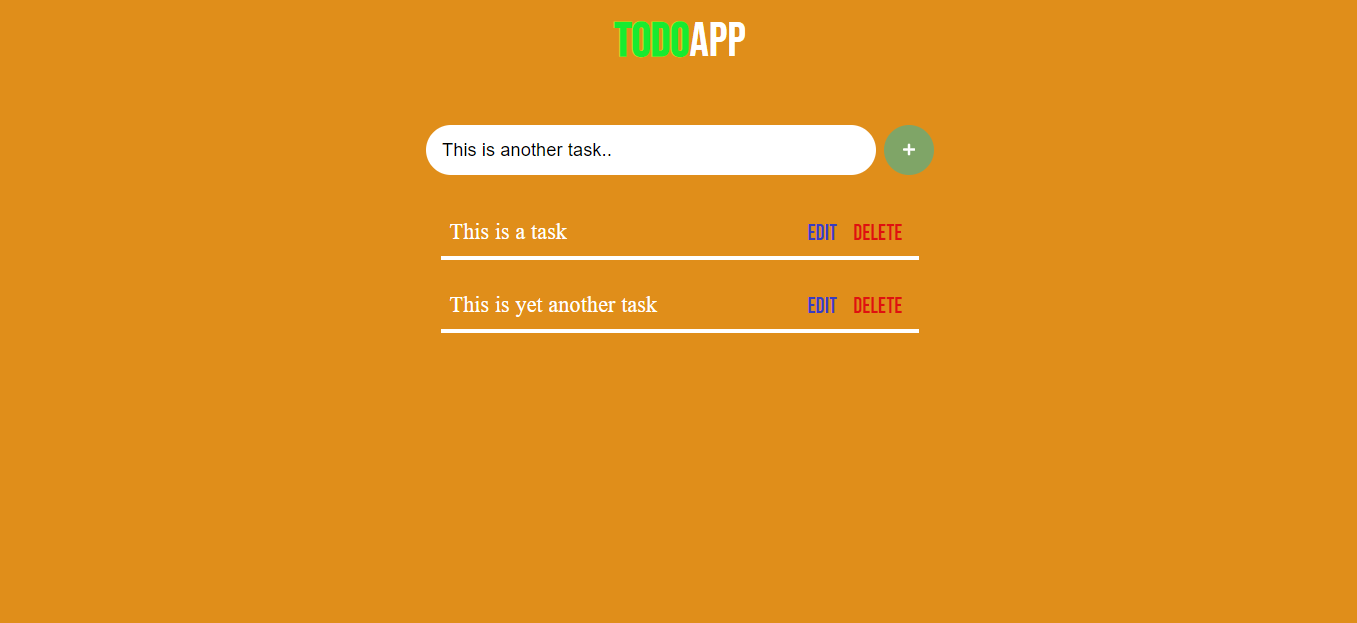 TODOAPP
This is another task.. +
This is a task EDIT DELETE
This is yet another task EDIT DELETE